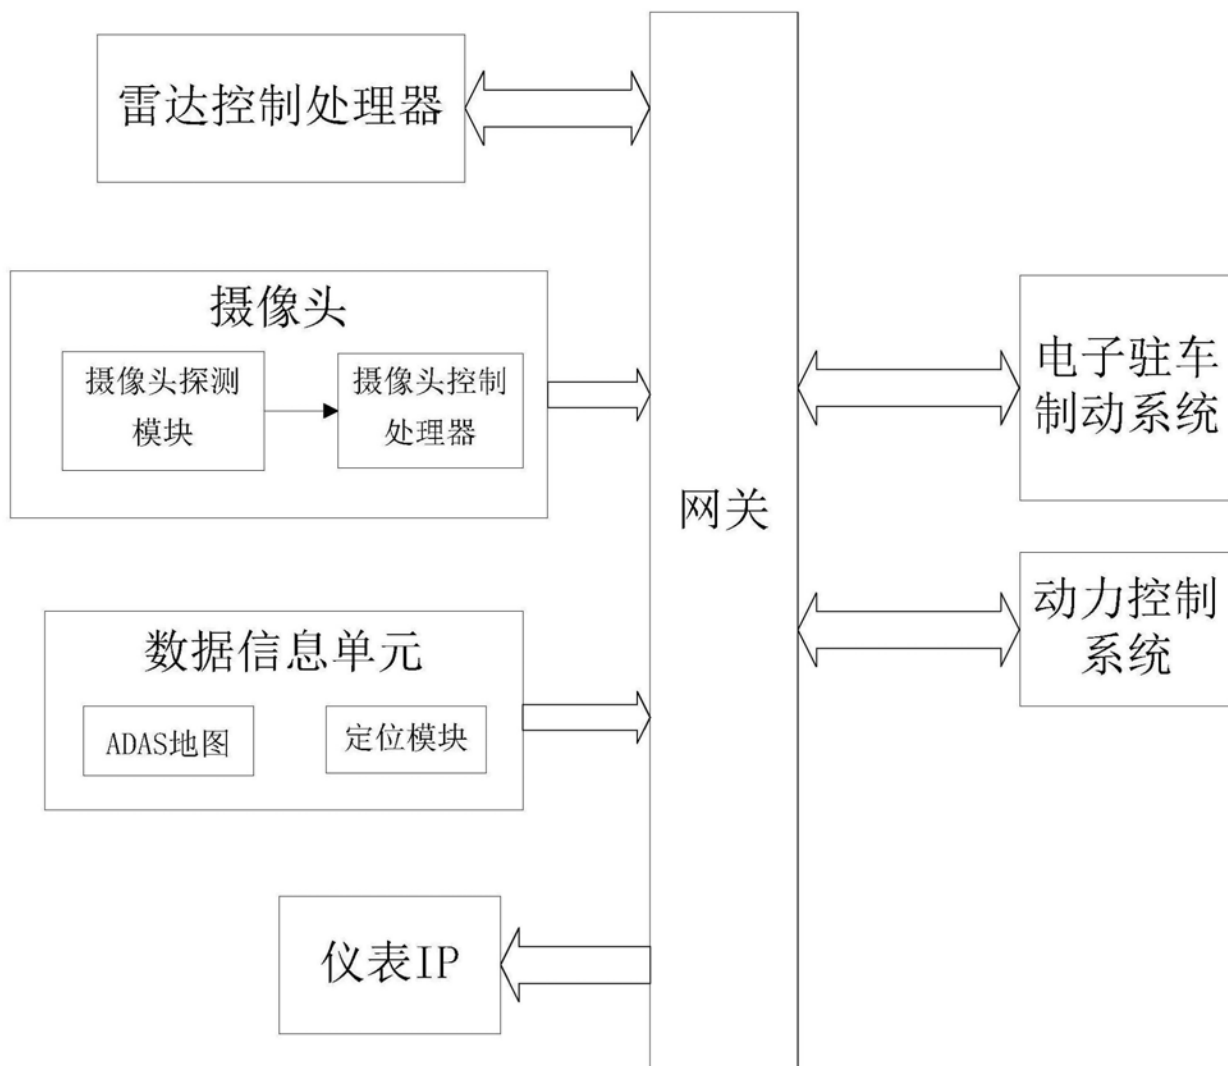 雷达控制处理器
摄像头
摄像头探测
模块
摄像头控制
处理器
数据信息单元
ADAS地图
定位模块
仪表IP
网关
电子驻车
制动系统
动力控制
系统